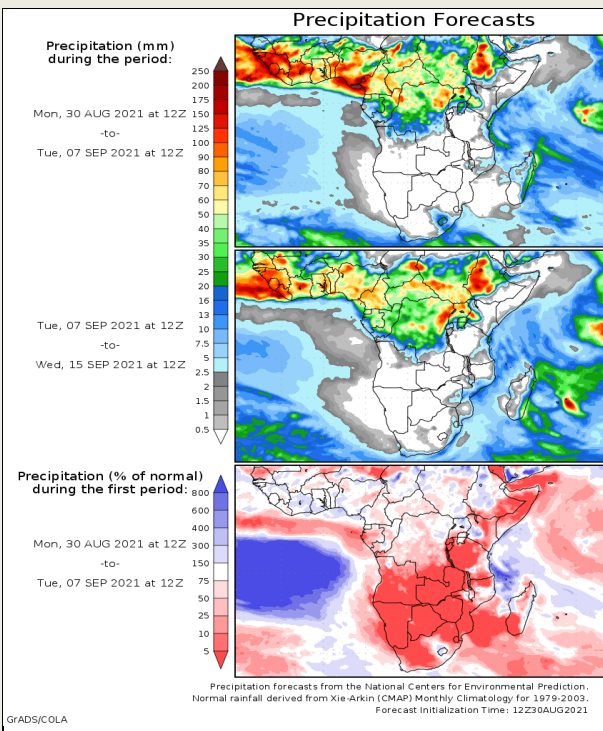 Precipitation Forecasts
Precipitation (mm)
during the period:
Mon, 30 AUG 2021 at 12Z
-to-
Tue, 07 SEP 2021 at 12Z
250
200
175
150
125
100
90
80
70
60
50
40
35
30
25
20
16
13
10
7.5
5
2.5
2
1.5
1
0.5
Tue, 07 SEP 2021 at 12Z
-to-
Wed, 15 SEP 2021 at 12Z
Precipitation (% of normal)
during the first period:
Mon, 30 AUG 2021 at 12Z
-to-
Tue, 07 SEP 2021 at 12Z
800
600
400
300
150
75
50
25
10
5
Precipitation forecasts from the National Centers for Environmental Prediction.
Normal rainfall derived from Xie-Arkin (CMAP) Monthly Climatology for 1979-2003.
Forecast Initialization Time: 12Z30AUG2021
GrADS/COLA